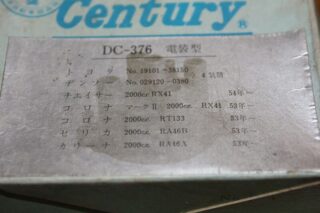 Century®
DC-376 電装型
トヨタ No.19101-38150
デンソー No.029120-0380 4気筒
チェイサー 2000cc RX41 54年~
コロナ マークⅡ 2000cc. RX41 53年~
コロナ 2000cc. RT133 53年~
セリカ 2000cc. RA46B 53年~
カリーナ 2000cc. RA46X 53年~